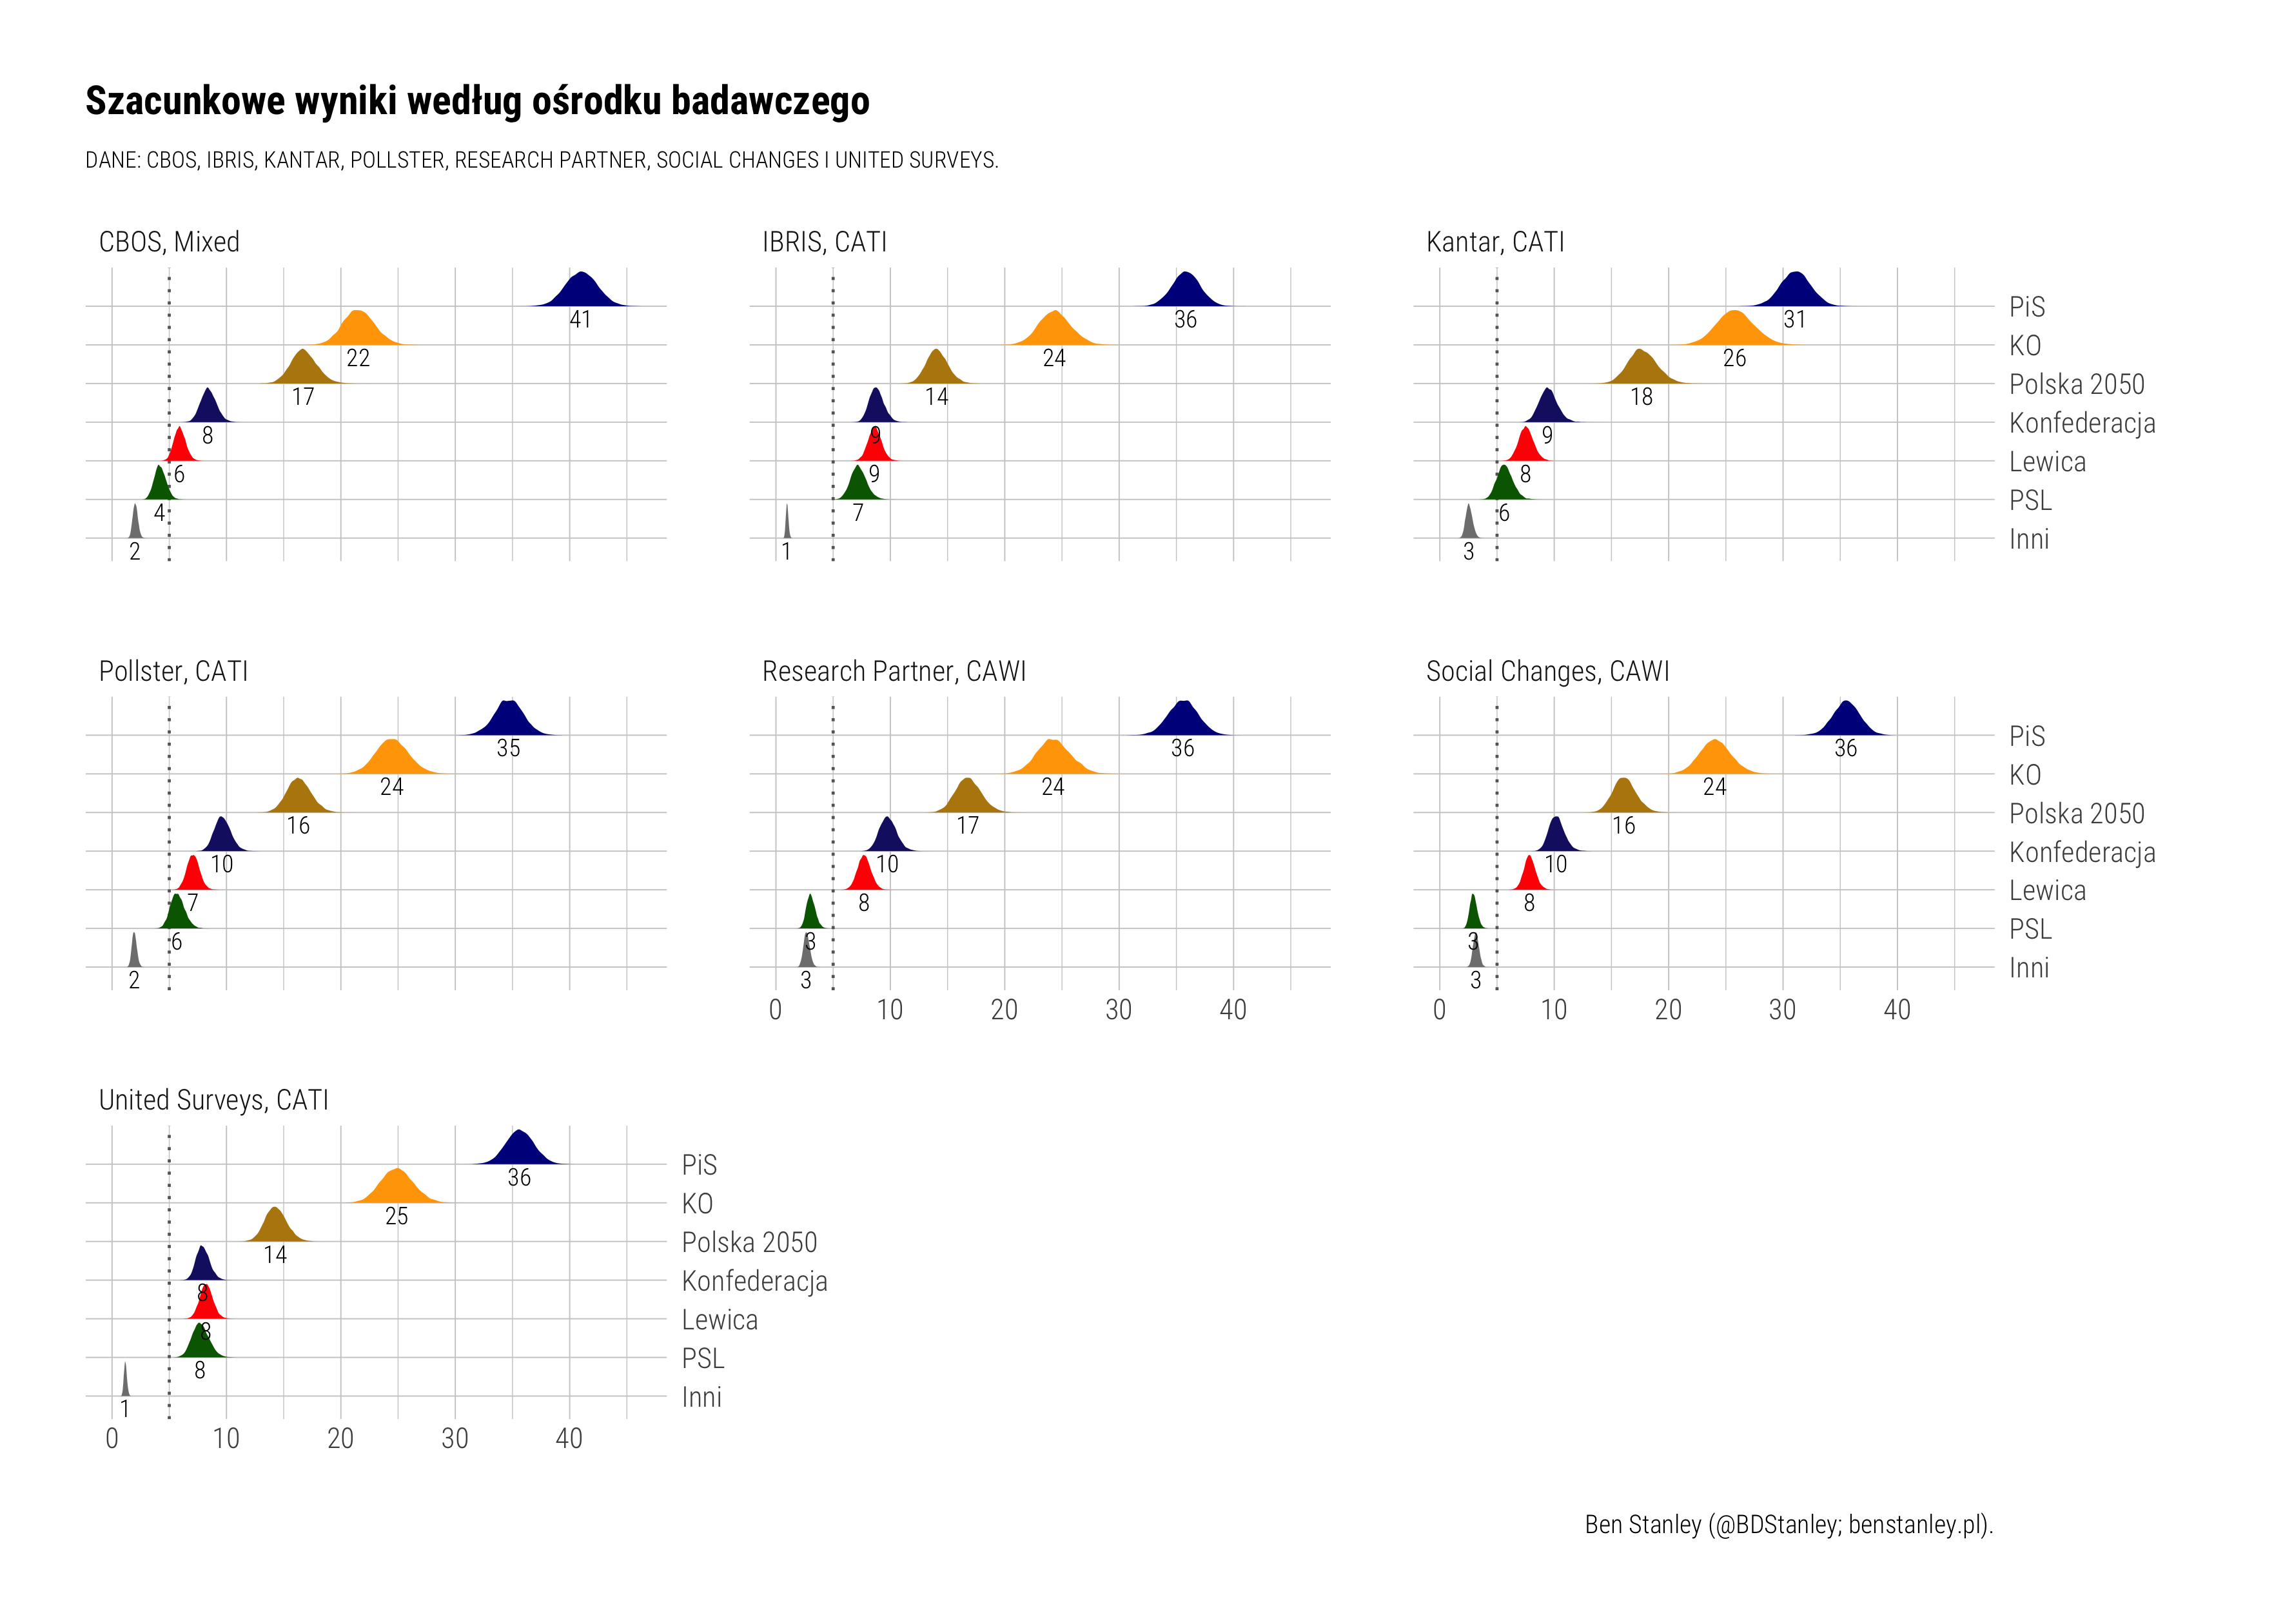 Szacunkowe wyniki według ośrodku badawczego
DANE: CBOS, IBRIS, KANTAR, POLLSTER, RESEARCH PARTNER, SOCIAL CHANGES I UNITED SURVEYS.
CBOS, Mixed
41
22
17
8
6
4
2
IBRIS, CATI
36
24
14
9
9
7
1
Kantar, CATI
31
26
18
9
8
6
3
PiS
KO
Polska 2050
Konfederacja
Lewica
PSL
Inni
Pollster, CATI
35
24
16
10
7
6
2
Research Partner, CAWI
36
24
17
10
8
3
3
0 10 20 30 40
Social Changes, CAWI
36
24
16
10
8
3
3
PiS
KO
Polska 2050
Konfederacja
Lewica
PSL
Inni
0 10 20 30 40
United Surveys, CATI
36
25
14
8
8
8
1
PiS
KO
Polska 2050
Konfederacja
Lewica
PSL
Inni
0 10 20 30 40
Ben Stanley (@BDStanley; benstanley.pl).